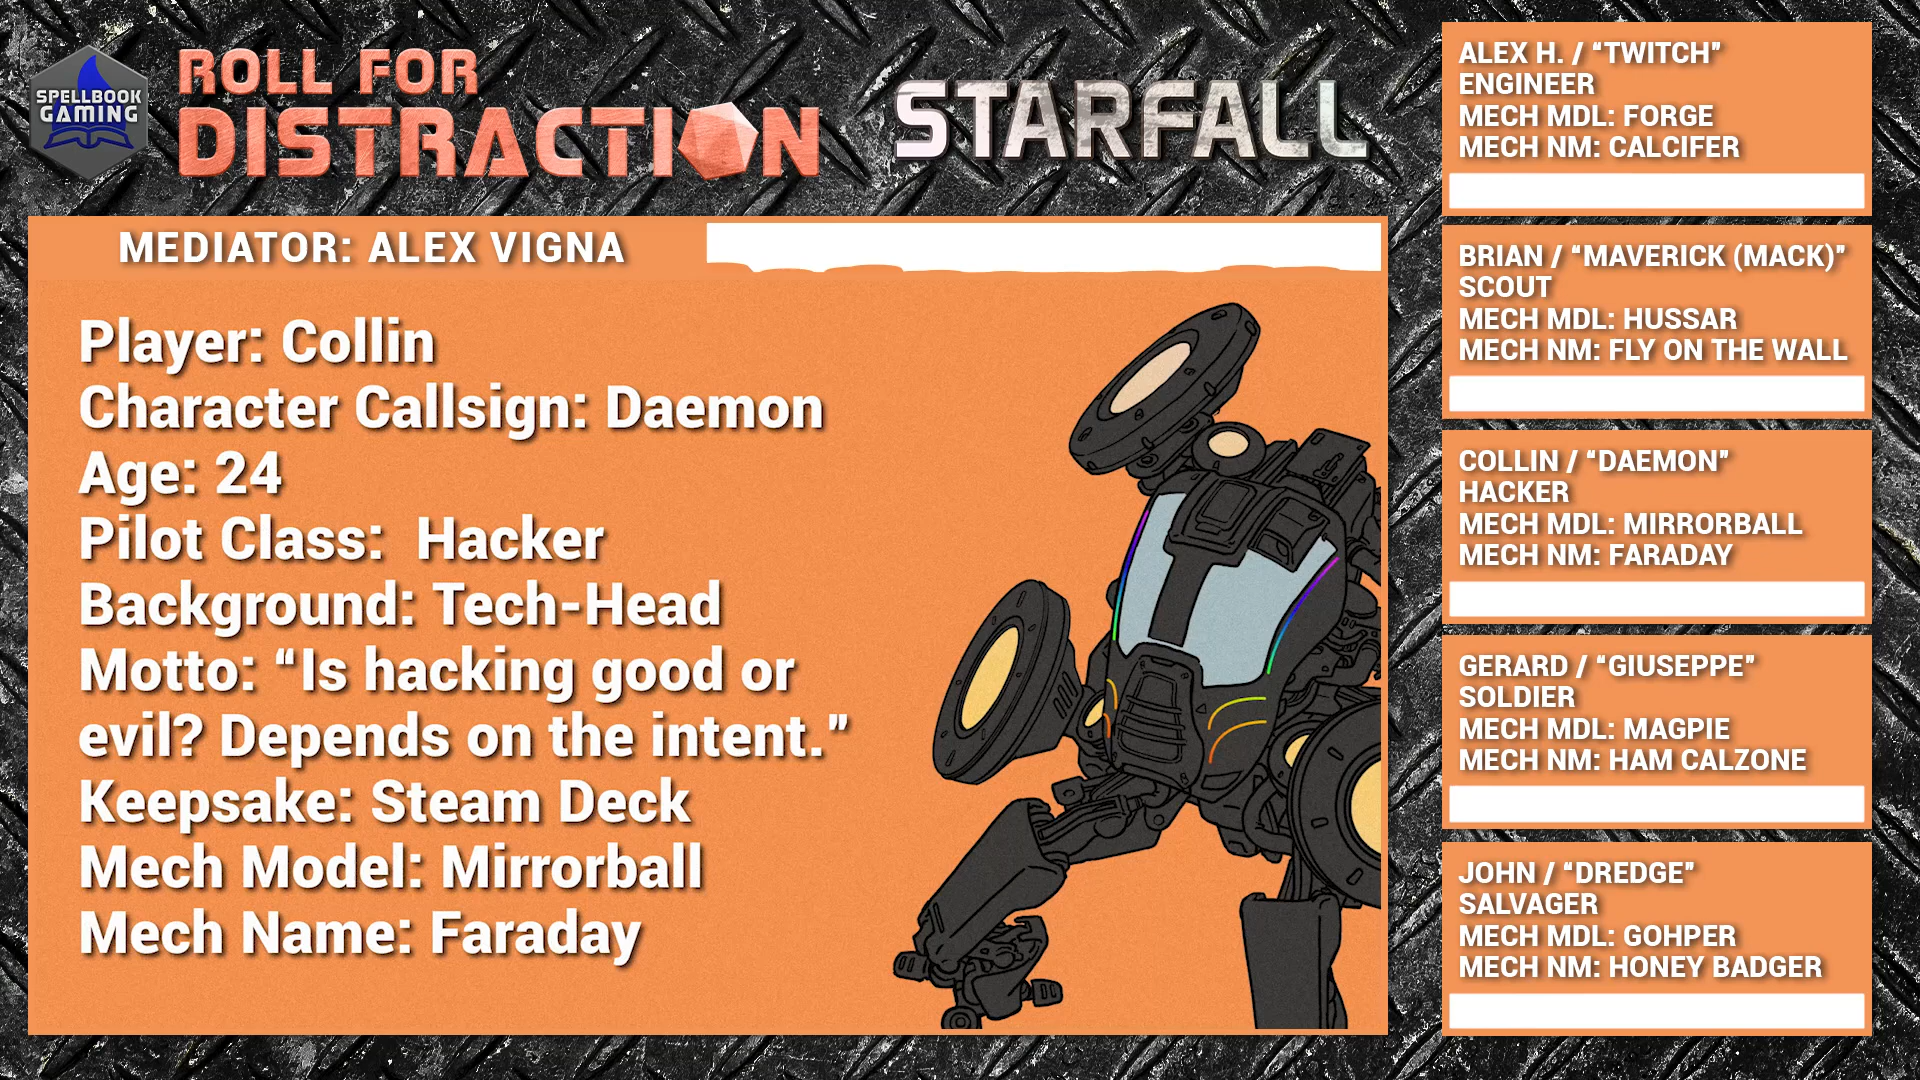 SPELLBOOK
GAMING
ROLL FOR
DISTRACTION
STARFALL
MEDIATOR: ALEX VIGNA
Player: Collin
Character Callsign: Daemon
Age: 24
Pilot Class: Hacker
Background: Tech-Head
Motto: “Is hacking good or
evil? Depends on the intent.”
Keepsake: Steam Deck
Mech Model: Mirrorball
Mech Name: Faraday
ALEX H. / “TWITCH”
ENGINEER
MECH MDL: FORGE
MECH NM: CALCIFER
BRIAN / “MAVERICK (MACK)”
SCOUT
MECH MDL: HUSSAR
MECH NM: FLY ON THE WALL
COLLIN / “DAEMON”
HACKER
MECH MDL: MIRRORBALL
MECH NM: FARADAY
GERARD / “GIUSEPPE”
SOLDIER
MECH MDL: MAGPIE
MECH NM: HAM CALZONE
JOHN / “DREDGE”
SALVAGER
MECH MDL: GOHPER
MECH NM: HONEY BADGER